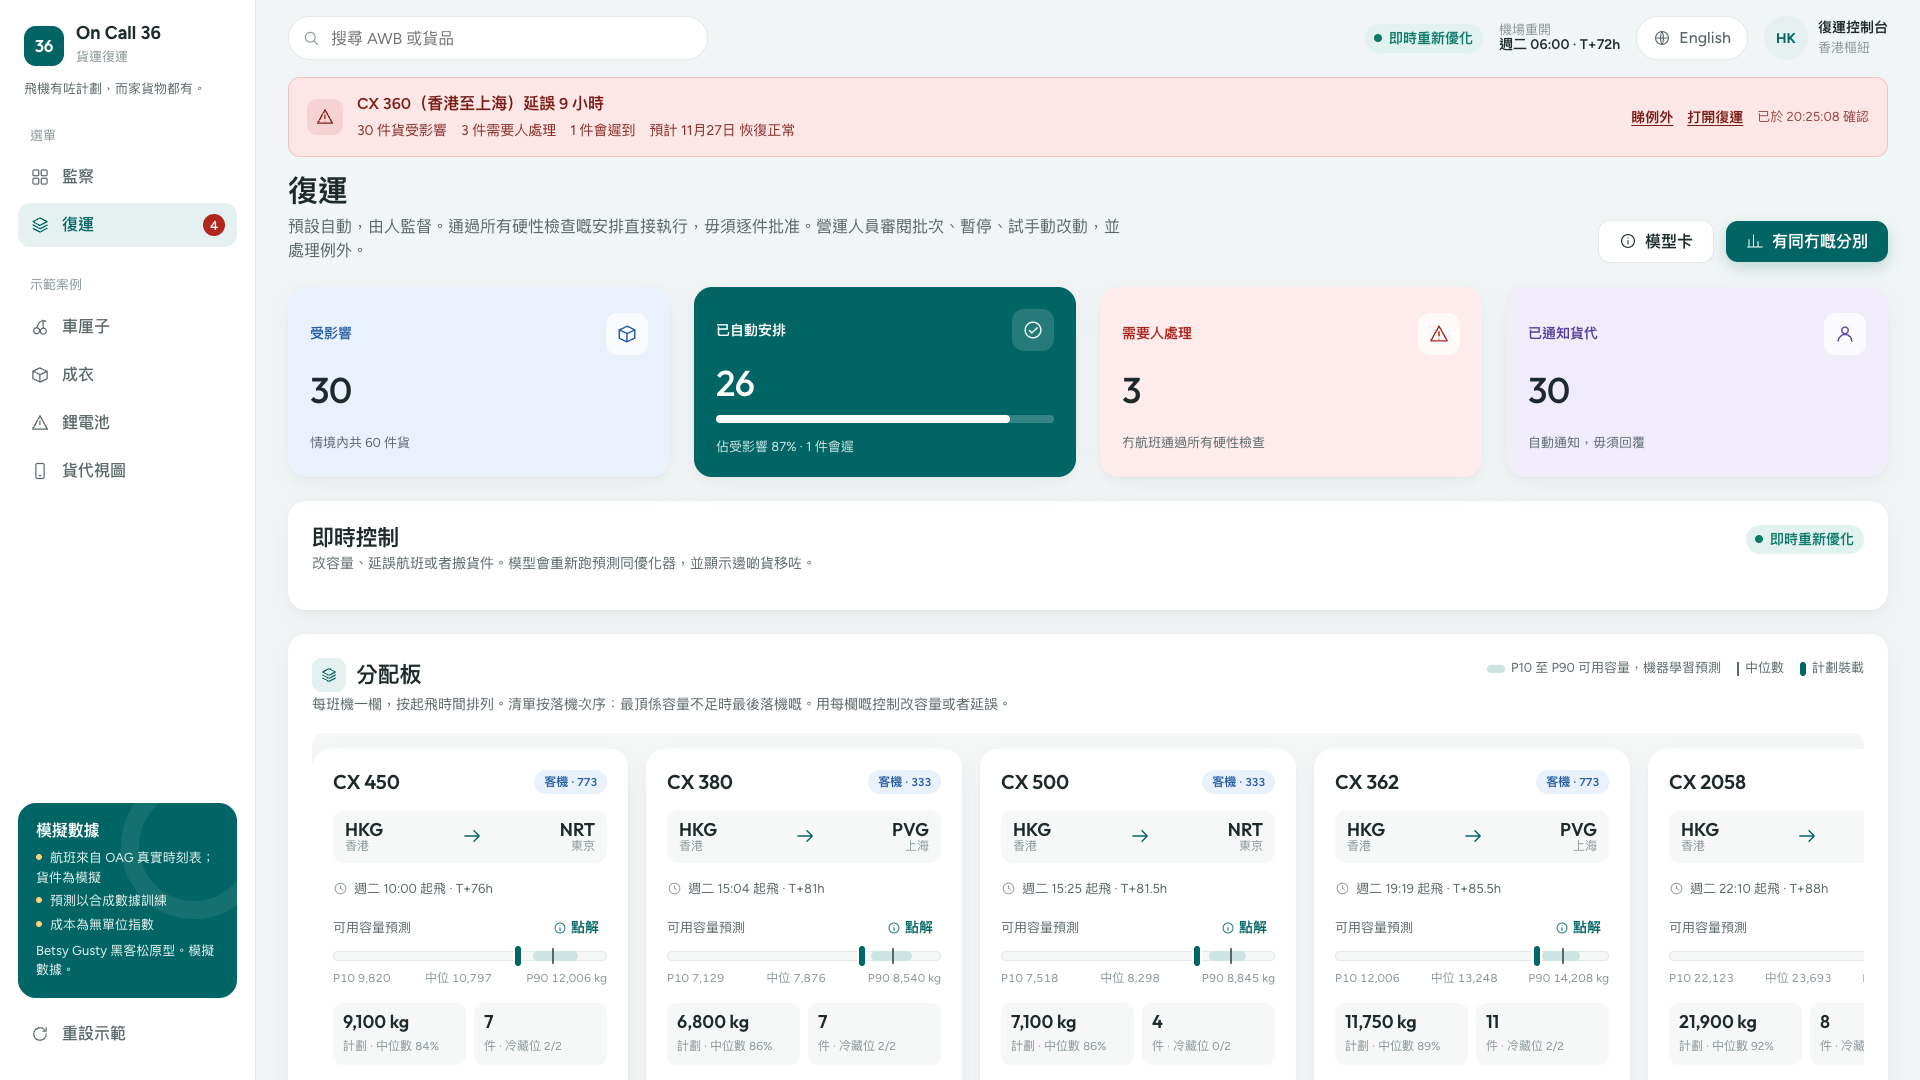 36
On Call 36
貨運復運
飛機有咗計劃，而家貨物都有。
選單
監察
復運
4
示範案例
車厘子
成衣
鋰電池
貨代視圖
模擬數據
航班來自 OAG 真實時刻表；
貨件為模擬
預測以合成數據訓練
成本為無單位指數
Betsy Gusty 黑客松原型。模擬
數據。
重設示範
搜尋 AWB 或貨品
即時重新優化
機場重開
週二 06:00 · T+72h
English
HK
復運控制台
香港樞紐
CX 360（香港至上海）延誤 9 小時
30 件貨受影響 3 件需要人處理 1 件會遲到 預計 11月27日 恢復正常
睇例外 打開復運 已於 20:25:08 確認
復運
預設自動，由人監督。通過所有硬性檢查嘅安排直接執行，毋須逐件批准。營運人員審閱批次、暫停、試手動改動，並
處理例外。
模型卡
有同冇嘅分別
受影響
30
情境內共 60 件貨
已自動安排
26
佔受影響 87% · 1 件會遲
需要人處理
3
冇航班通過所有硬性檢查
已通知貨代
30
自動通知，毋須回覆
即時控制
改容量、延誤航班或者搬貨件。模型會重新跑預測同優化器，並顯示邊啲貨移咗。
即時重新優化
分配板
每班機一欄，按起飛時間排列。清單按落機次序：最頂係容量不足時最後落機嘅。用每欄嘅控制改容量或者延誤。
P10 至 P90 可用容量，機器學習預測 中位數 計劃裝載
CX 450
客機 · 773
HKG
香港
NRT
東京
週二 10:00 起飛 · T+76h
可用容量預測
點解
P10 9,820 中位 10,797 P90 12,006 kg
9,100 kg
計劃 · 中位數 84%
7
件 · 冷藏位 2/2
CX 380
客機 · 333
HKG
香港
PVG
上海
週二 15:04 起飛 · T+81h
可用容量預測
點解
P10 7,129 中位 7,876 P90 8,540 kg
6,800 kg
計劃 · 中位數 86%
7
件 · 冷藏位 2/2
CX 500
客機 · 333
HKG
香港
NRT
東京
週二 15:25 起飛 · T+81.5h
可用容量預測
點解
P10 7,518 中位 8,298 P90 8,845 kg
7,100 kg
計劃 · 中位數 86%
4
件 · 冷藏位 0/2
CX 362
客機 · 773
HKG
香港
PVG
上海
週二 19:19 起飛 · T+85.5h
可用容量預測
點解
P10 12,006 中位 13,248 P90 14,208 kg
11,750 kg
計劃 · 中位數 89%
11
件 · 冷藏位 2/2
CX 2058
HKG
香港
週二 22:10 起飛 · T+88h
可用容量預測
P10 22,123 中位 23,693
21,900 kg
計劃 · 中位數 92%
8
件 · 冷藏